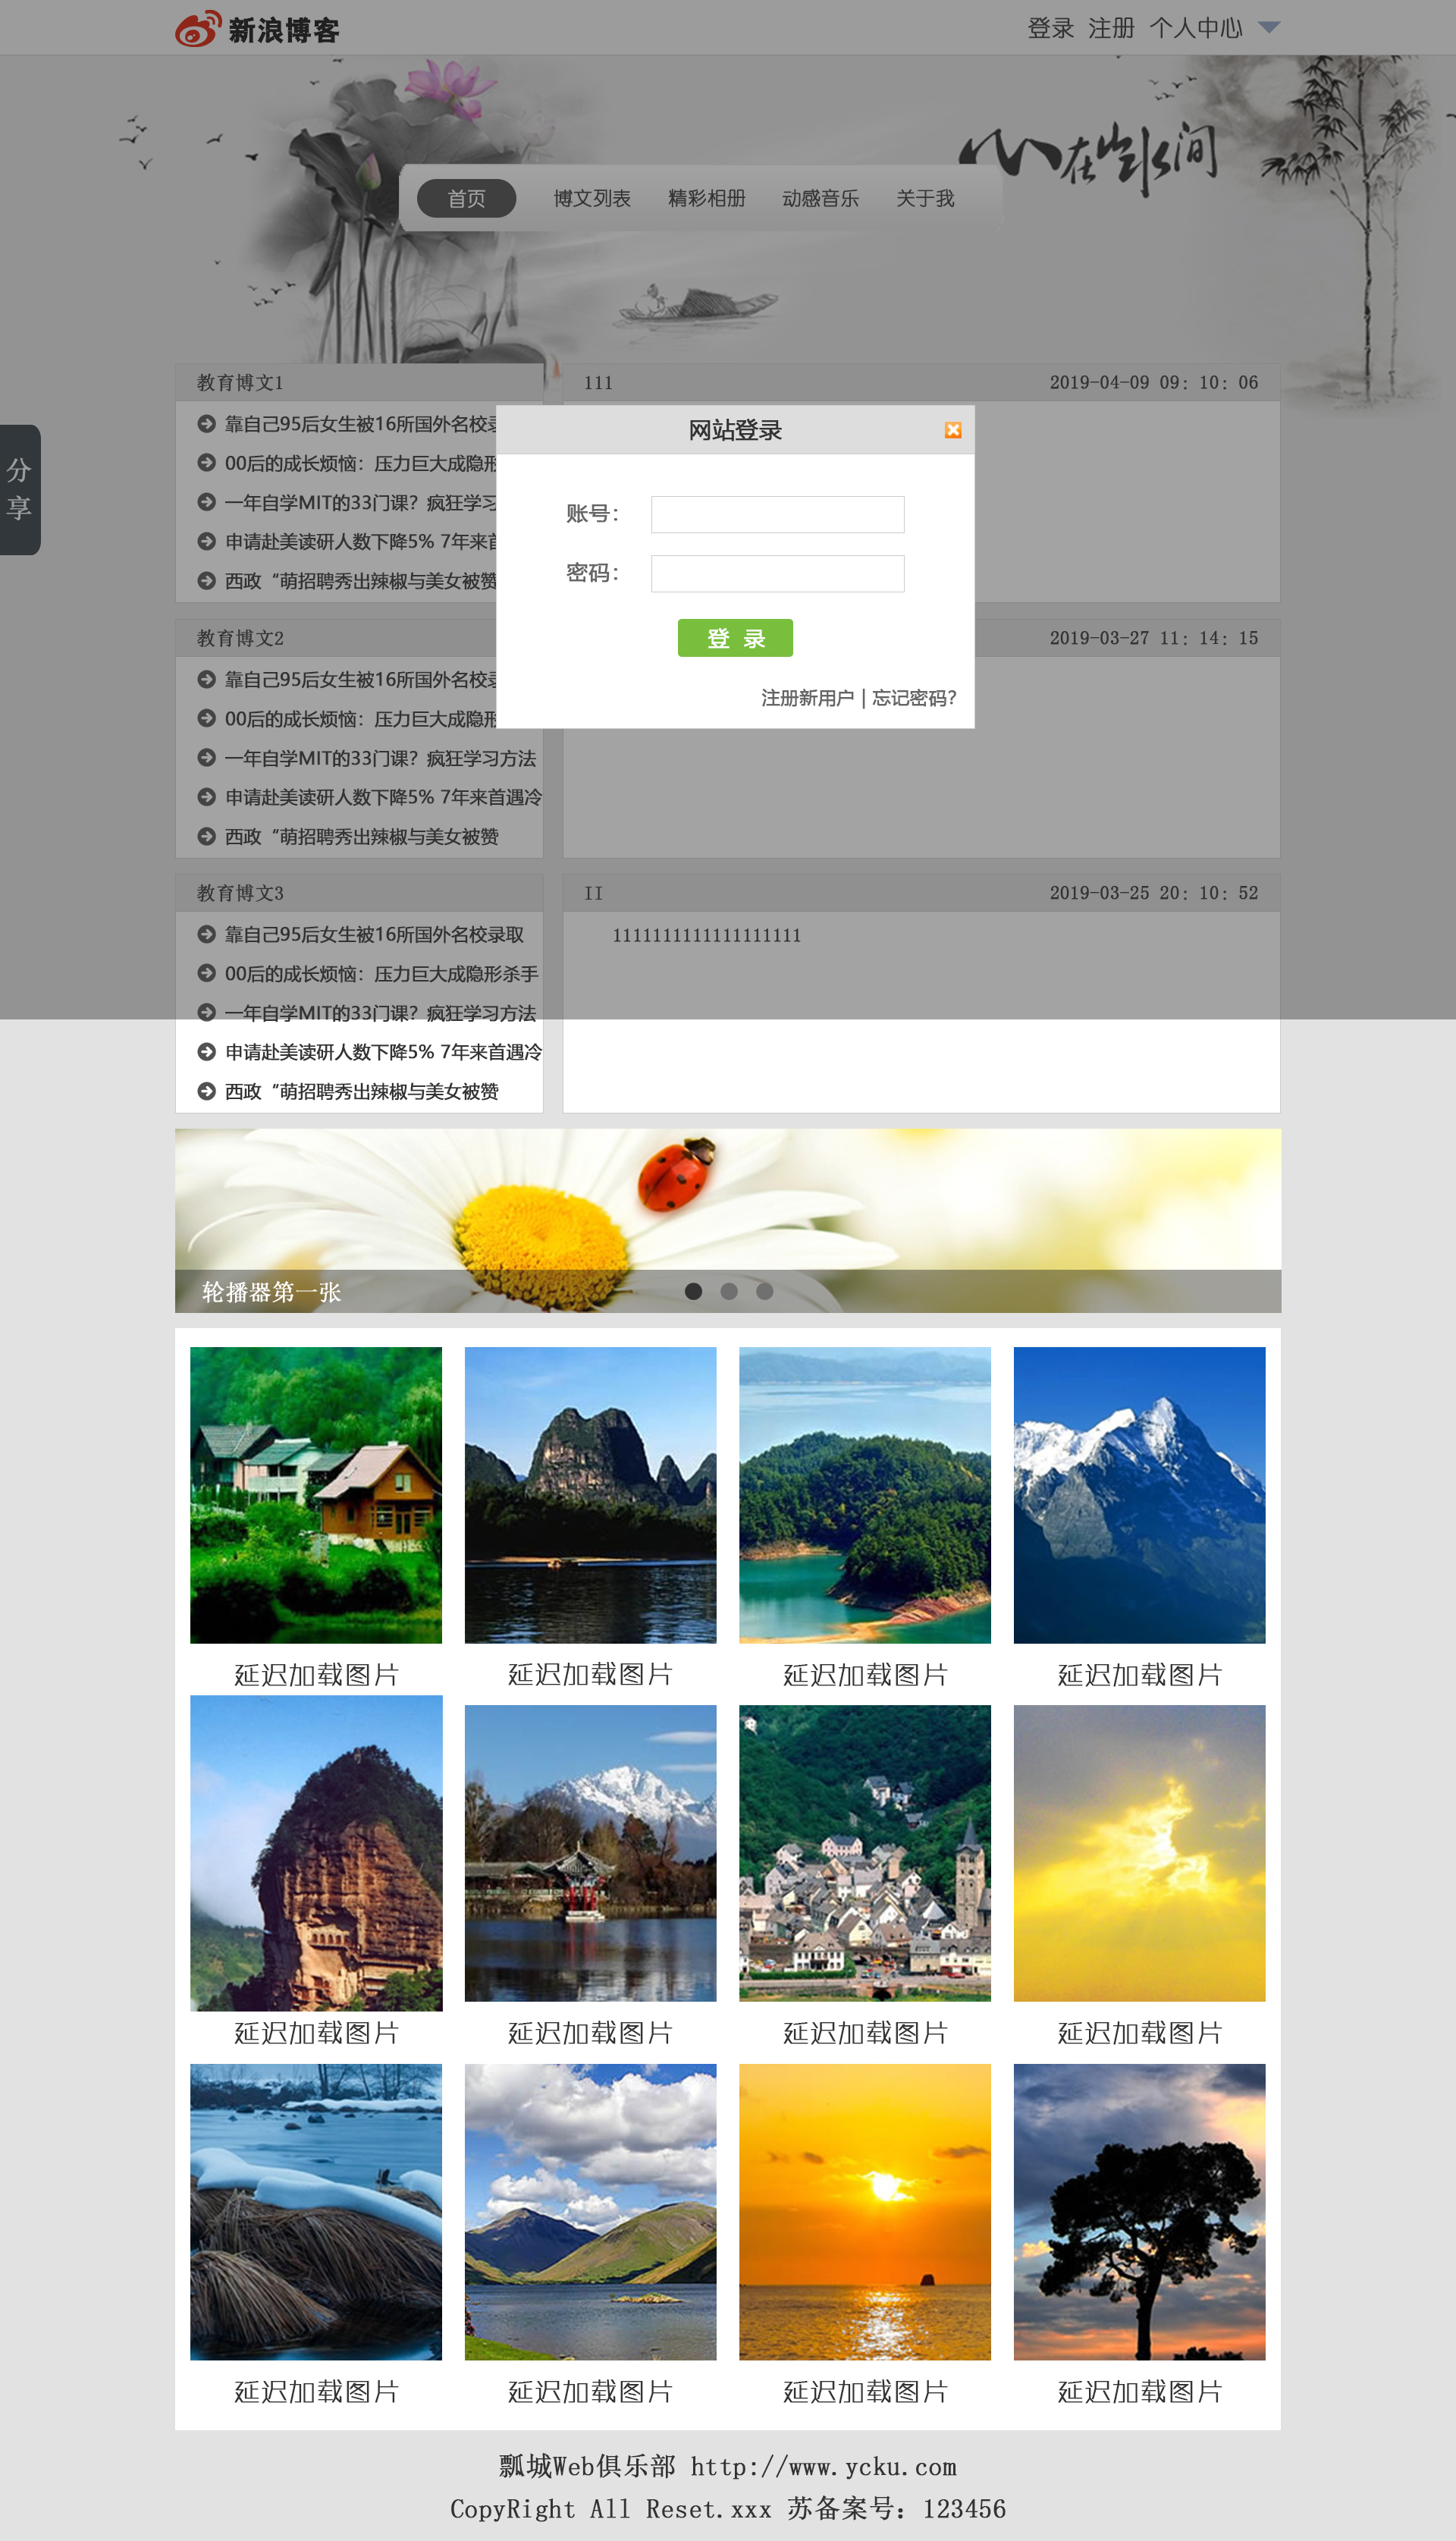 新浪博客
登录 注册 个人中心
心在山水间
首页 博文列表 精彩相册 动感音乐 关于我
教育博文1
靠自己95后女生被16所国外名校
00后的成长烦恼：压力巨大成隐形
一年自学MIT的33门课？疯狂学习
申请赴美读研人数下降5% 7年来
西政“萌招聘秀出辣椒与美女被赞
111 2019-04-09 09：10：06
分
享
网站登录
账号：
密码：
登 录
注册新用户 | 忘记密码？
教育博文2
靠自己95后女生被16所国外名校
00后的成长烦恼：压力巨大成隐形
一年自学MIT的33门课？疯狂学习方法
申请赴美读研人数下降5% 7年来首遇冷
西政“萌招聘秀出辣椒与美女被赞
2019-03-27 11：14：15
教育博文3
靠自己95后女生被16所国外名校录取
00后的成长烦恼：压力巨大成隐形杀手
一年自学MIT的33门课？疯狂学习方法
申请赴美读研人数下降5% 7年来首遇冷
西政“萌招聘秀出辣椒与美女被赞
II 2019-03-25 20：10：52
1111111111111111111
轮播器第一张
延迟加载图片 延迟加载图片 延迟加载图片 延迟加载图片
延迟加载图片 延迟加载图片 延迟加载图片 延迟加载图片
延迟加载图片 延迟加载图片 延迟加载图片 延迟加载图片
瓢城Web俱乐部 http://www.ycku.com
CopyRight All Reset.xxx 苏备案号：123456